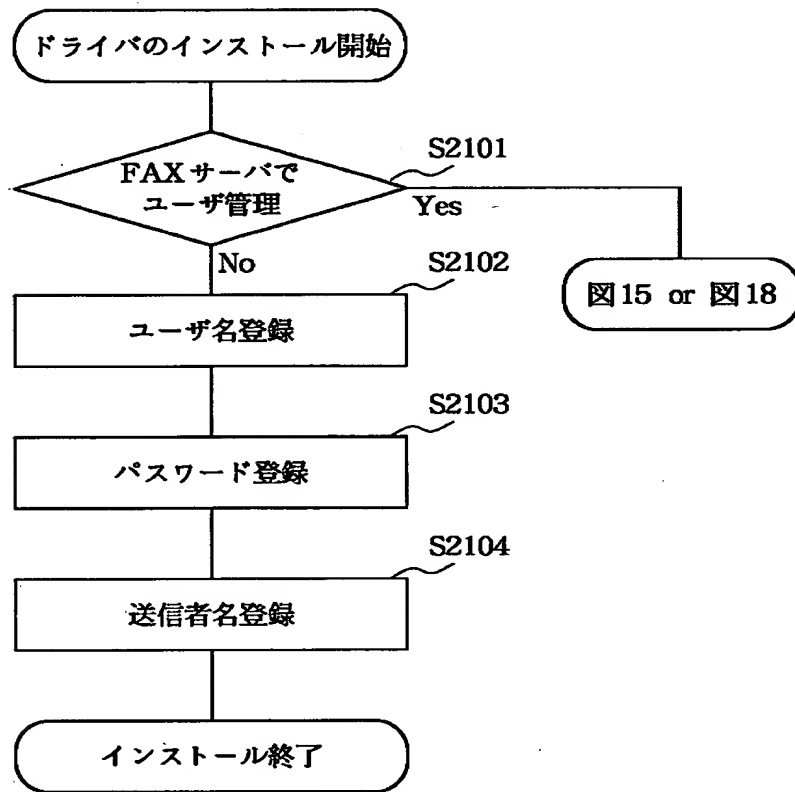 ドライバのインストール開始
S2101
FAXサーバで
ユーザ管理
Yes
No
S2102
図15 or 図18
ユーザ名登録
S2103
パスワード登録
S2104
送信者名登録
インストール終了